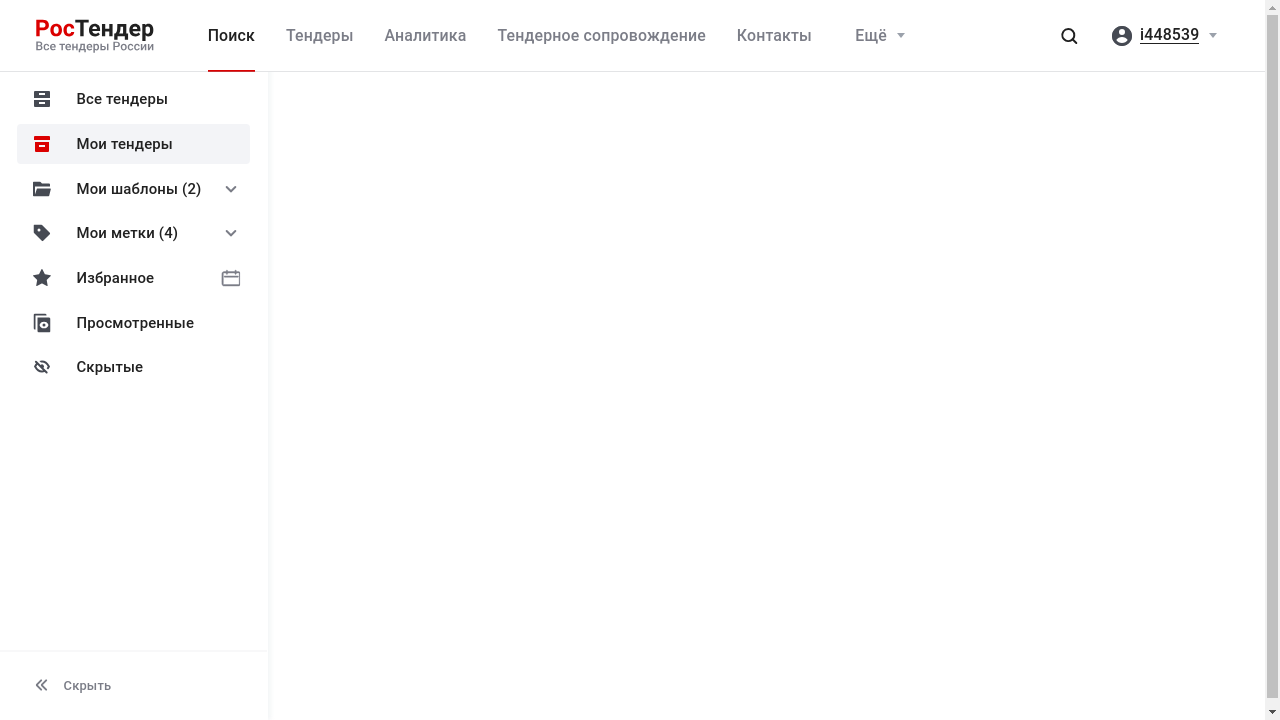 РосТендер
Все тендеры России
Поиск
Тендеры
Аналитика
Тендерное сопровождение
Контакты
Ещё
i448539
Все тендеры
Мои тендеры
Мои шаблоны (2)
Мои метки (4)
Избранное
Просмотренные
Скрытые
Скрыть